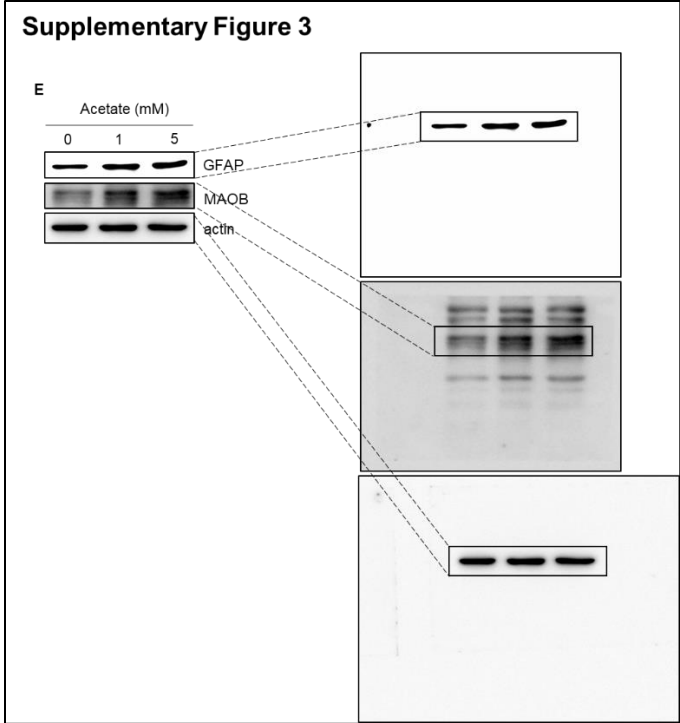 Supplementary Figure 3
E
Acetate (mM)
0 1 5
GFAP
MAOB
actin